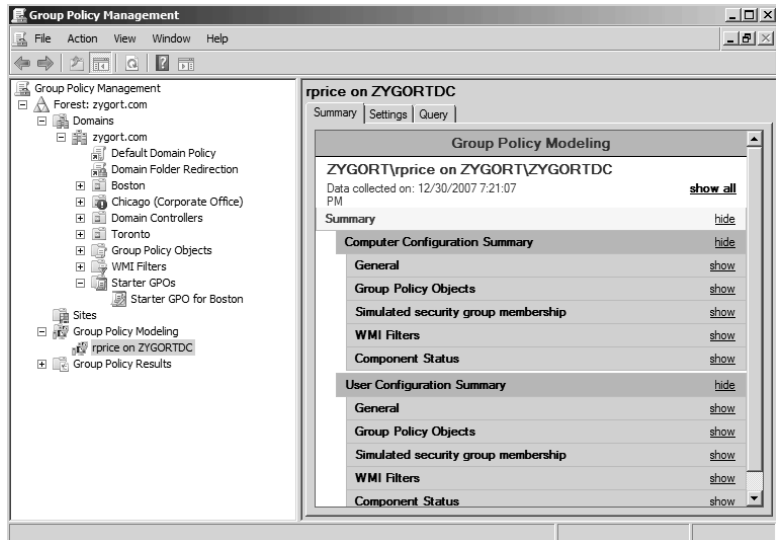 Group Policy Management
File Action View Window Help
Group Policy Management
Forest: zygort.com
Domains
zygort.com
Default Domain Policy
Domain Folder Redirection
Boston
Chicago (Corporate Office)
Domain Controllers
Toronto
Group Policy Objects
WMI Filters
Starter GPOs
Starter GPO for Boston
Sites
Group Policy Modeling
rprice on ZYGORTDC
Group Policy Results
rprice on ZYGORTDC
Summary Settings Query
Group Policy Modeling
ZYGORT\rprice on ZYGORT\ZYGORTDC
Data collected on: 12/30/2007 7:21:07 show all
PM
Summary hide
Computer Configuration Summary hide
General show
Group Policy Objects show
Simulated security group membership show
WMI Filters show
Component Status show
User Configuration Summary hide
General show
Group Policy Objects show
Simulated security group membership show
WMI Filters show
Component Status show